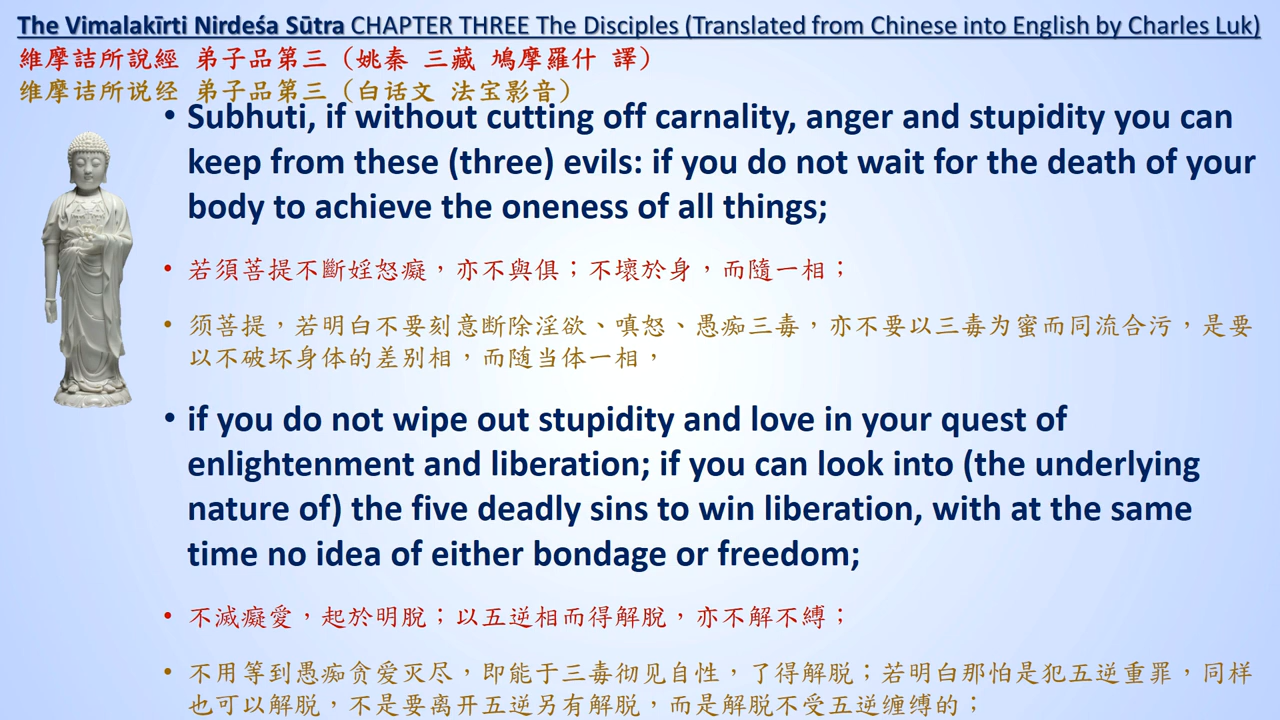 The Vimalakīrti Nirdeśa Sūtra CHAPTER THREE The Disciples (Translated from Chinese into English by Charles Luk)
維摩詰所說經 弟子品第三（姚秦 三藏 鳩摩羅什 譯）
维摩诘所说经 弟子品第三（白话文 法宝影音）
• Subhuti, if without cutting off carnality, anger and stupidity you can
keep from these (three) evils: if you do not wait for the death of your
body to achieve the oneness of all things;
• 若須菩提不斷婬怒癡，亦不與俱；不壞於身，而隨一相；
• 须菩提，若明白不要刻意断除淫欲、嗔怒、愚痴三毒，亦不要以三毒为蜜而同流合污，是要
以不破坏身体的差别相，而随当体一相，
• if you do not wipe out stupidity and love in your quest of
enlightenment and liberation; if you can look into (the underlying
nature of) the five deadly sins to win liberation, with at the same
time no idea of either bondage or freedom;
• 不滅癡愛，起於明脫；以五逆相而得解脫，亦不解不縛；
• 不用等到愚痴贪爱灭尽，即能于三毒彻见自性，了得解脱；若明白那怕是犯五逆重罪，同样
也可以解脱，不是要离开五逆另有解脱，而是解脱不受五逆缠缚的；